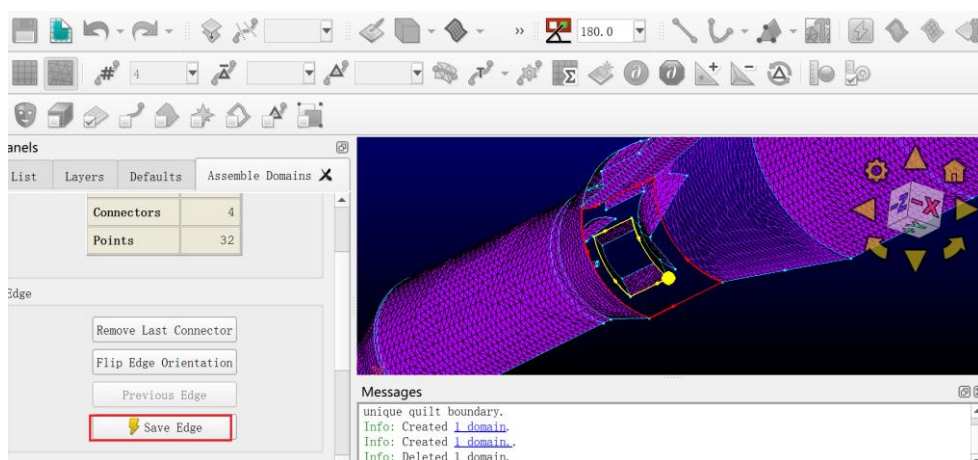 » 180.0
# 4
anels
List Layers Defaults Assemble Domains
Connectors 4
Points 32
Edge
Remove Last Connector
Flip Edge Orientation
Previous Edge
Save Edge
-Z -X
Messages
unique quilt boundary.
Info: Created 1 domain.
Info: Created 1 domain..
Info: Deleted 1 domain.